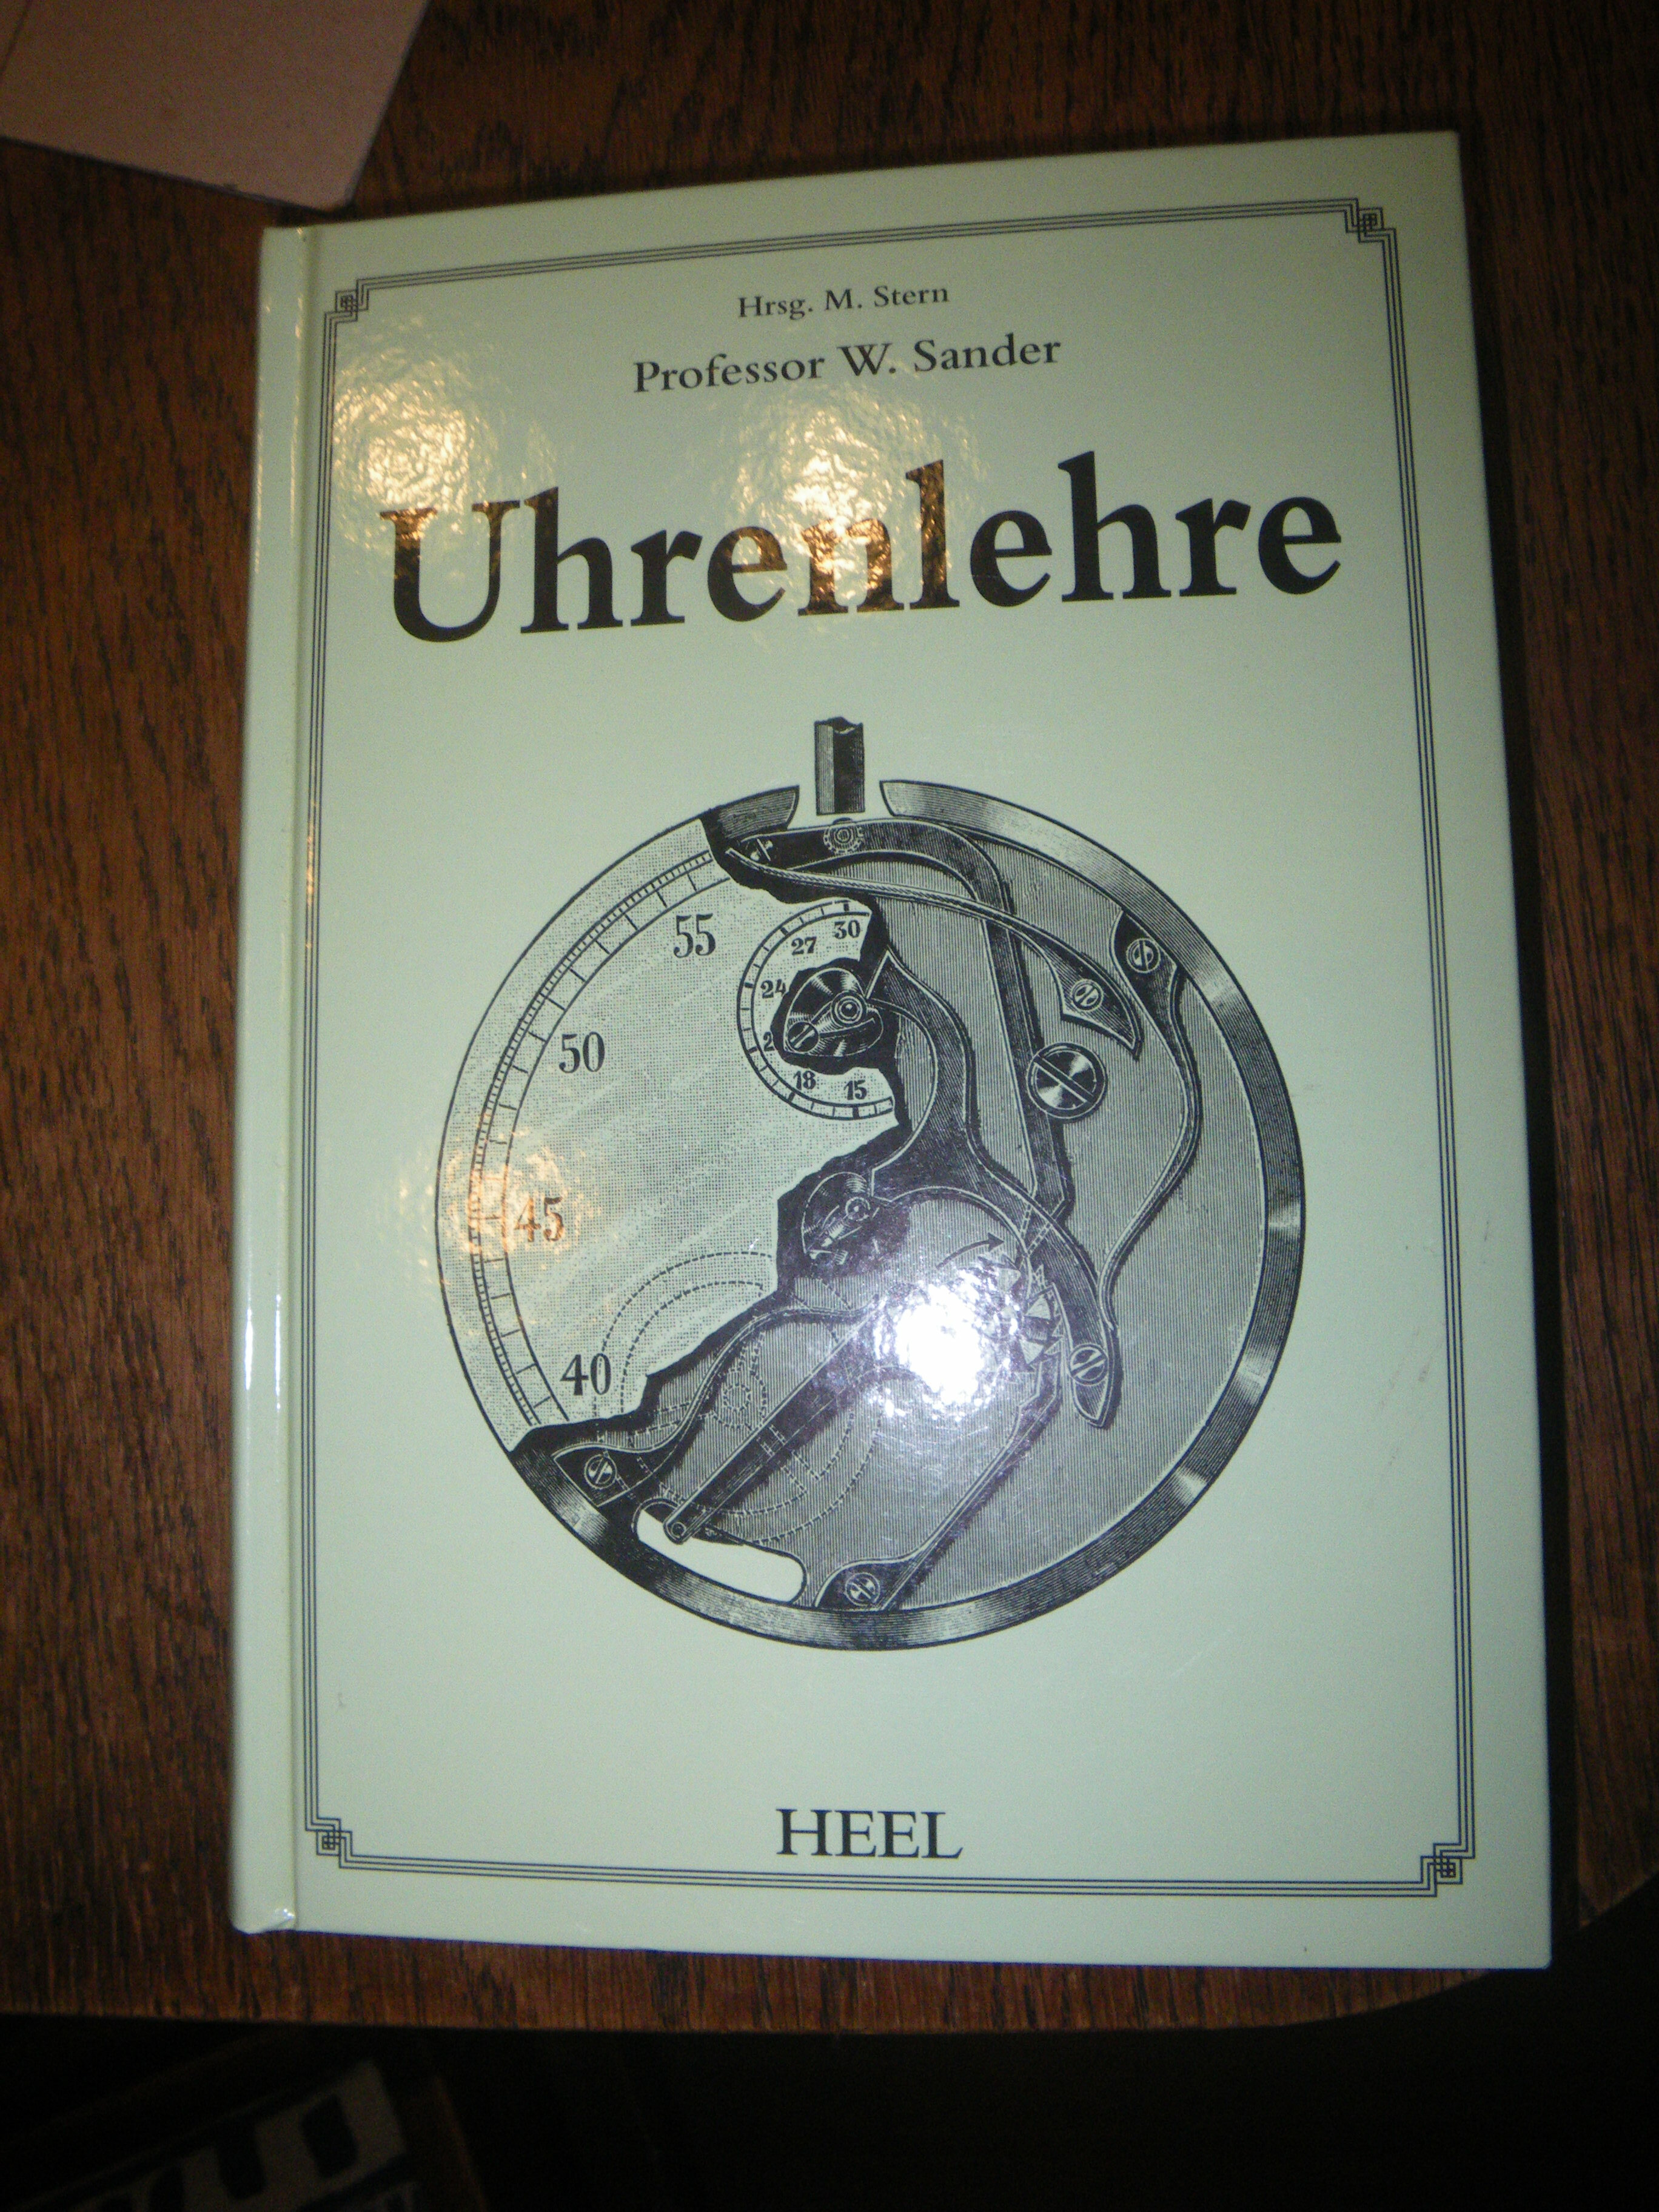 Hrsg. M. Stern
Professor W. Sander
Uhrenlehre
55
50
45
40
30
27
24
18
15
HEEL